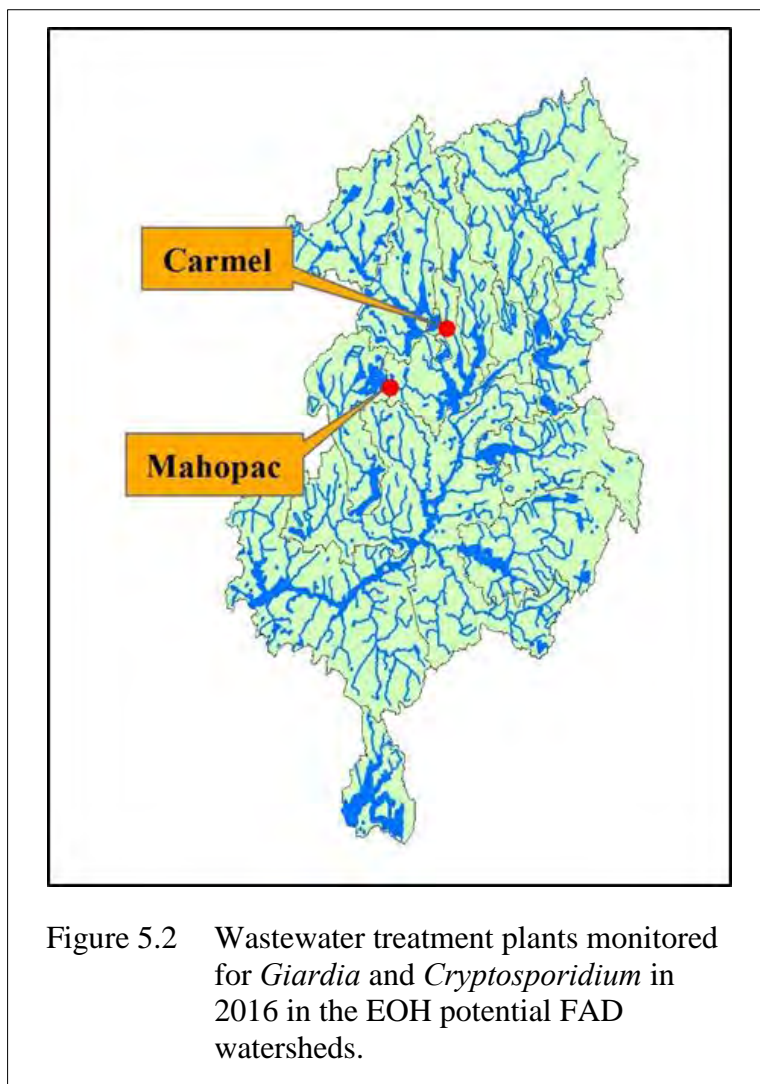 Carmel
Mahopac
Figure 5.2 Wastewater treatment plants monitored
for Giardia and Cryptosporidium in
2016 in the EOH potential FAD
watersheds.